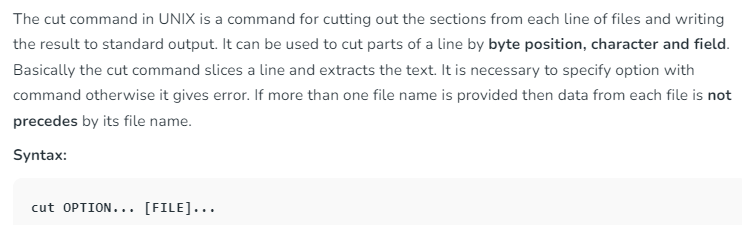 The cut command in UNIX is a command for cutting out the sections from each line of files and writing
the result to standard output. It can be used to cut parts of a line by byte position, character and field.
Basically the cut command slices a line and extracts the text. It is necessary to specify option with
command otherwise it gives error. If more than one file name is provided then data from each file is not
precedes by its file name.
Syntax:
cut OPTION... [FILE]...